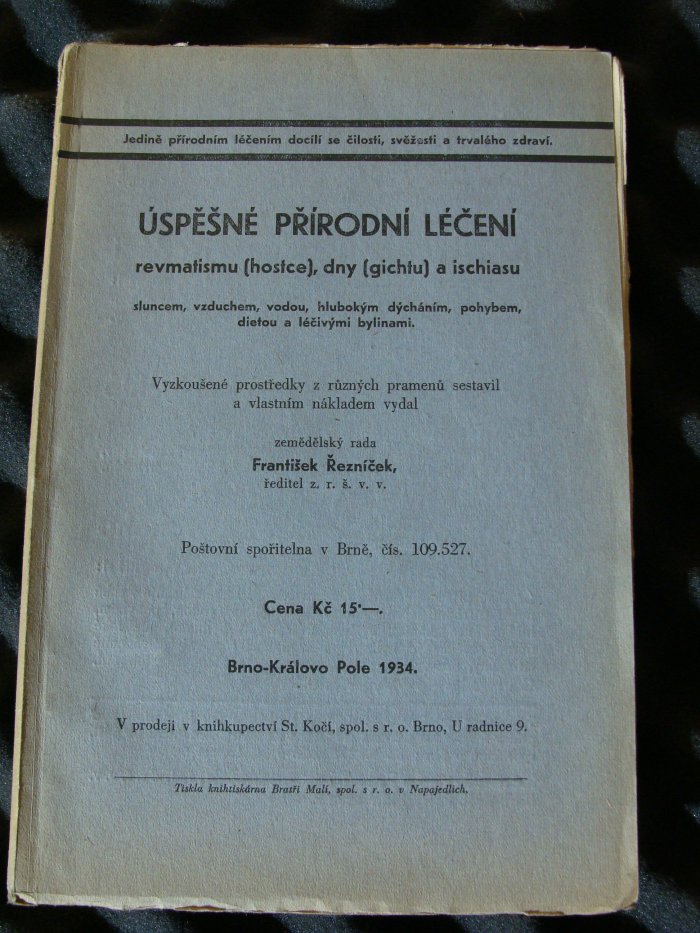 Jedině přírodním léčením docílí se čilosti, svěžesti a trvalého zdraví.
ÚSPĚŠNÉ PŘÍRODNÍ LÉČENÍ
revmatismu (hostce), dny (gichtu) a ischiasu
sluncem, vzduchem, vodou, hlubokým dýcháním, pohybem,
dietou a léčivými bylinami.
Vyzkoušené prostředky z různých pramenů sestavil
a vlastním nákladem vydal
zemědělský rada
František Řezníček,
ředitel z. r. š. v. v.
Poštovní spořitelna v Brně, čís. 109.527.
Cena Kč 15·—.
Brno-Královo Pole 1934.
V prodeji v knihkupectví St. Kočí, spol. s r. o. Brno, U radnice 9.
Tiskla knihtiskárna Bratři Malí, spol. s r. o. v Napajedlích.